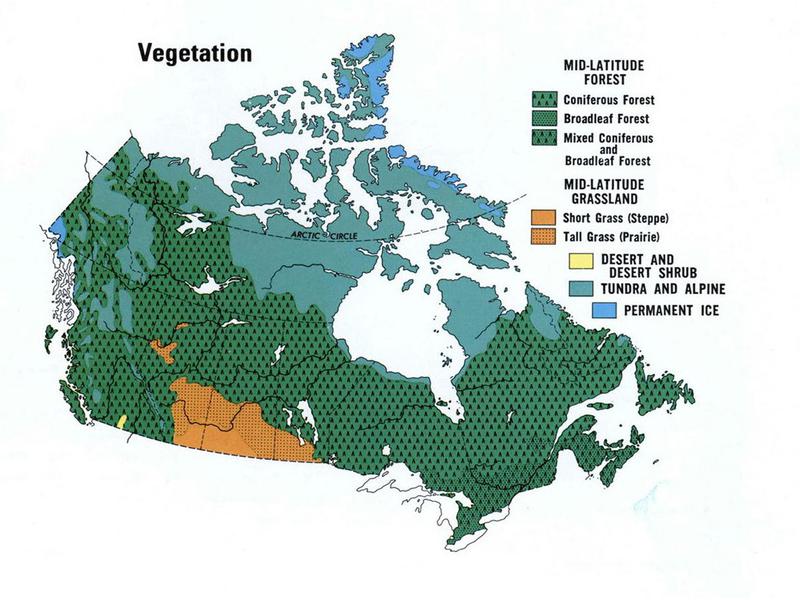 Vegetation
MID-LATITUDE
FOREST
Coniferous Forest
Broadleaf Forest
Mixed Coniferous
and
Broadleaf Forest
MID-LATITUDE
GRASSLAND
Short Grass (Steppe)
Tall Grass (Prairie)
DESERT AND
DESERT SHRUB
TUNDRA AND ALPINE
PERMANENT ICE
ARCTIC CIRCLE